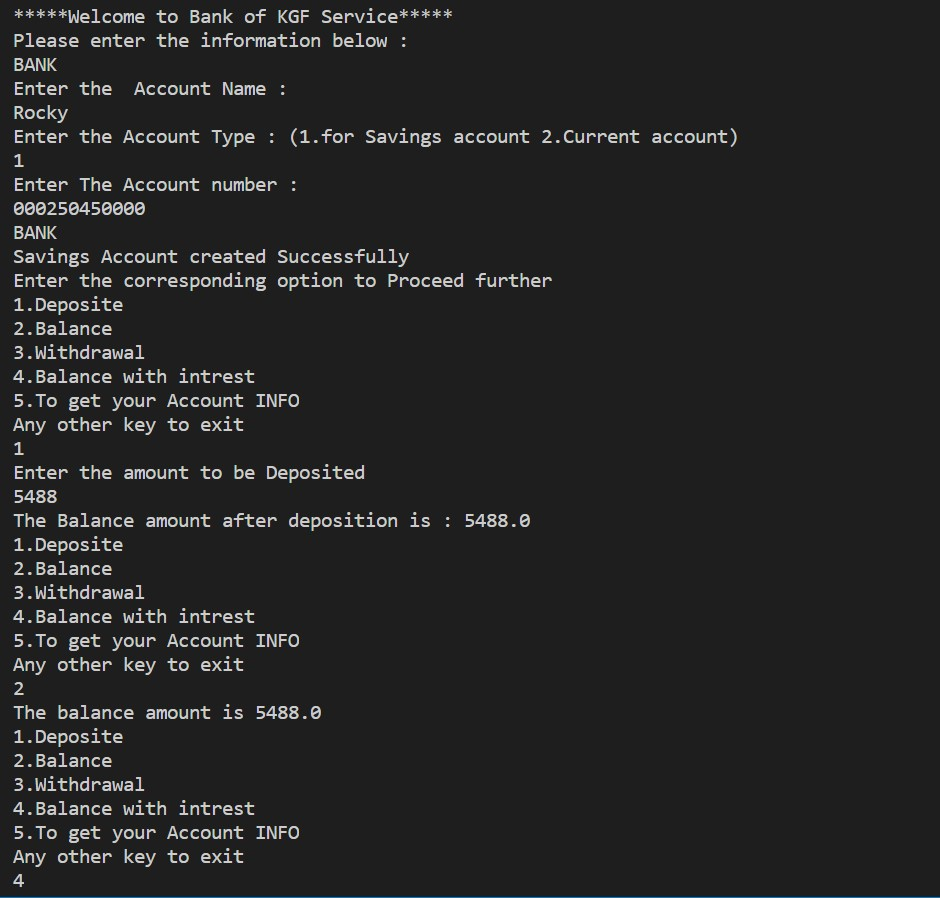 *****Welcome to Bank of KGF Service*****
Please enter the information below :
BANK
Enter the  Account Name :
Rocky
Enter the Account Type : (1.for Savings account 2.Current account)
1
Enter The Account number :
000250450000
BANK
Savings Account created Successfully
Enter the corresponding option to Proceed further
1.Deposite
2.Balance
3.Withdrawal
4.Balance with intrest
5.To get your Account INFO
Any other key to exit
1
Enter the amount to be Deposited
5488
The Balance amount after deposition is : 5488.0
1.Deposite
2.Balance
3.Withdrawal
4.Balance with intrest
5.To get your Account INFO
Any other key to exit
2
The balance amount is 5488.0
1.Deposite
2.Balance
3.Withdrawal
4.Balance with intrest
5.To get your Account INFO
Any other key to exit
4